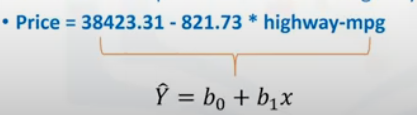 • Price = 38423.31 - 821.73 * highway-mpg
Ŷ = b₀ + b₁x